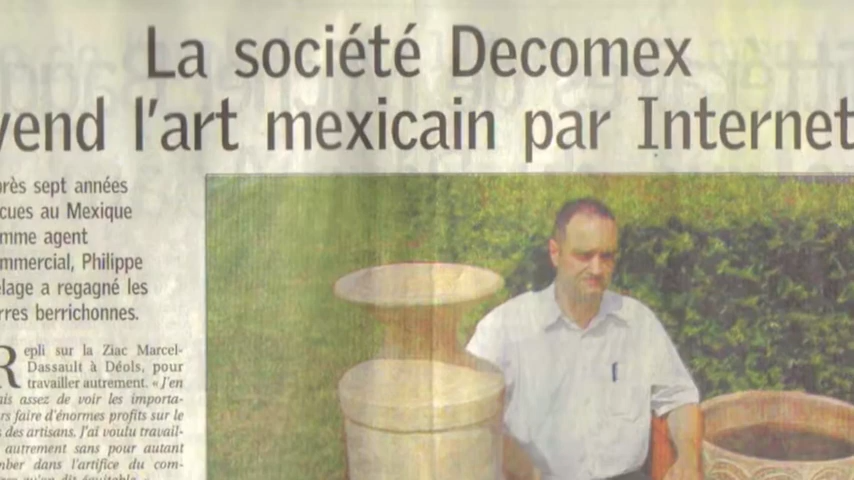 La société Decomex
vend l'art mexicain par Internet
près sept années
cues au Mexique
mme agent
mmercial, Philippe
lage a regagné les
rres berrichonnes.
Repli sur la Ziac Marcel-
Dassault à Déols, pour
travailler autrement. « J'en
ais assez de voir les importa-
rs faire d'énormes profits sur le
s des artisans. J'ai voulu travail-
autrement sans pour autant
mber dans l'artifice du com-